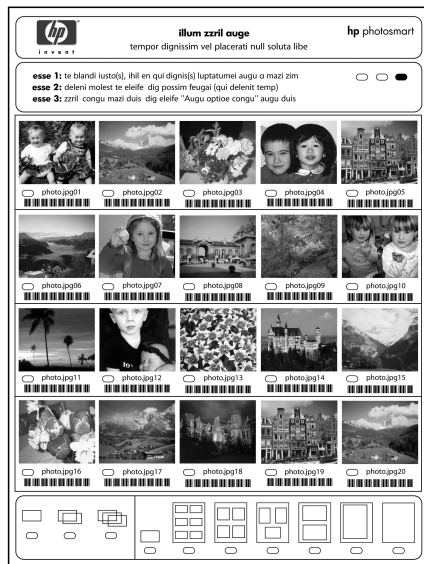 hp
invent
illum zzril auge
tempor dignissim vel placerati null soluta libe
hp photosmart
esse 1: te blandi iusto(s), ihil en qui dignis(s) luptatumei augu a mazi zim
esse 2: deleni molest te eleife dig possim feugai (qui delenit temp)
esse 3: zzril congu mazi duis dig eleife "Augu optioe congu" augu duis
photo.jpg01
photo.jpg02
photo.jpg03
photo.jpg04
photo.jpg05
photo.jpg06
photo.jpg07
photo.jpg08
photo.jpg09
photo.jpg10
photo.jpg11
photo.jpg12
photo.jpg13
photo.jpg14
photo.jpg15
photo.jpg16
photo.jpg17
photo.jpg18
photo.jpg19
photo.jpg20